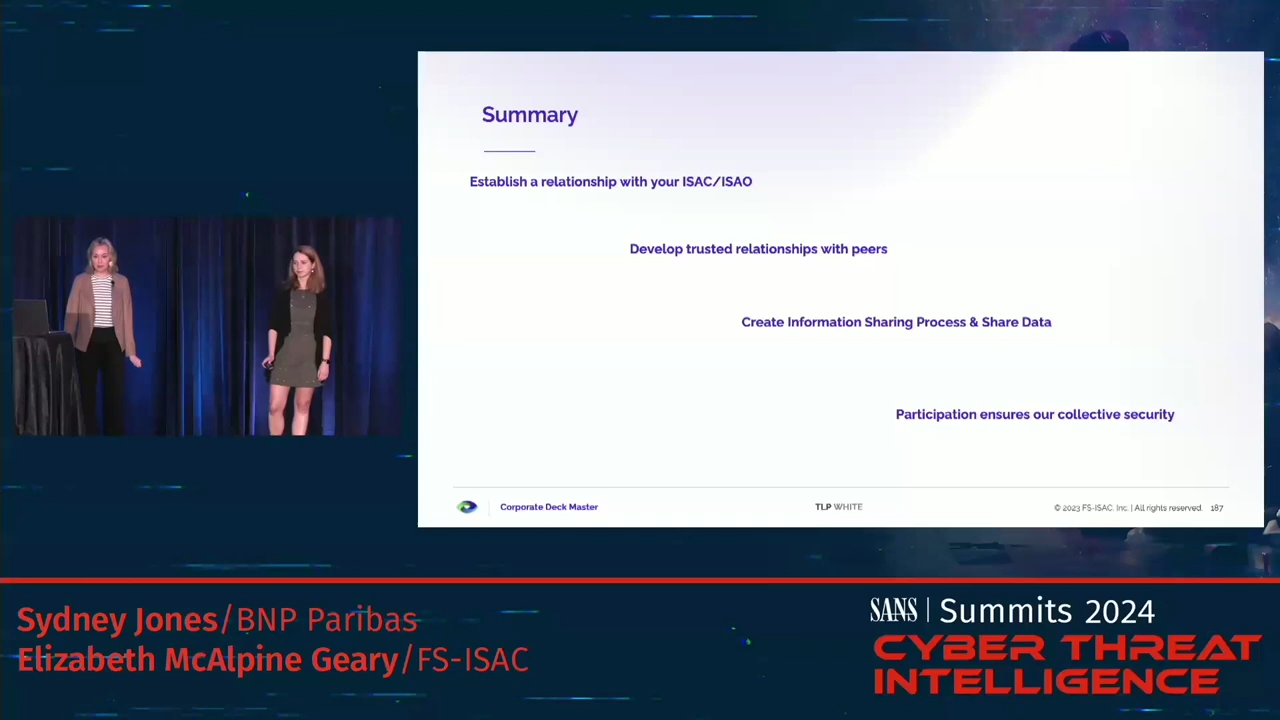 Summary
Establish a relationship with your ISAC/ISAO
Develop trusted relationships with peers
Create Information Sharing Process & Share Data
Participation ensures our collective security
Corporate Deck Master
TLP WHITE
© 2023 FS-ISAC, Inc. | All rights reserved. 187
Sydney Jones/BNP Paribas
Elizabeth McAlpine Geary/FS-ISAC
SANS | Summits 2024
CYBER THREAT
INTELLIGENCE